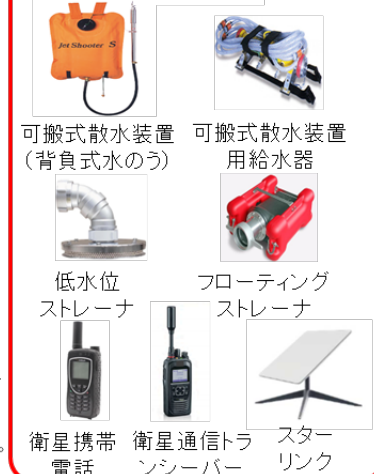 Jet Shooter S
可搬式散水装置
（背負式水のう）
可搬式散水装置
用給水器
低水位
ストレーナ
フローティング
ストレーナ
衛星携帯
電話
衛星通信トラ
ンシーバー
スター
リンク
。